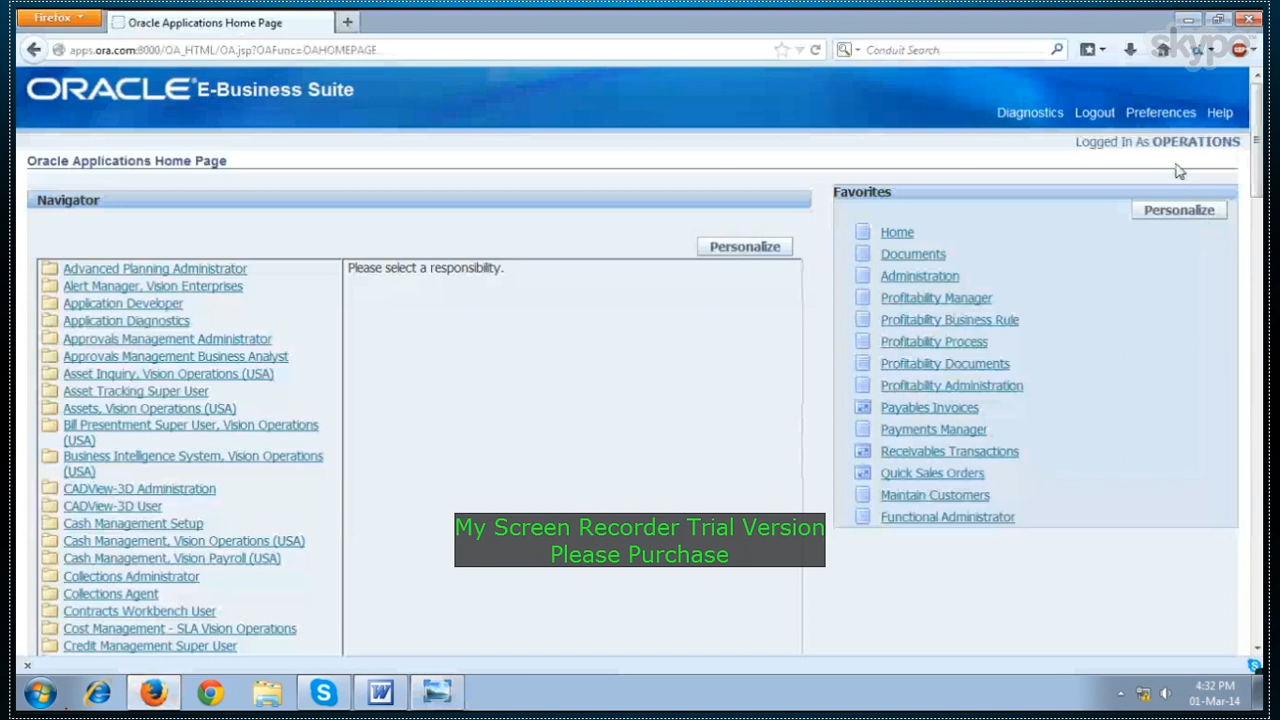 Firefox
Oracle Applications Home Page
apps.ora.com:8000/OA_HTML/OA.jsp?OAFunc=OAHOMEPAGE
Conduit Search
skype
ORACLE E-Business Suite
Diagnostics Logout Preferences Help
Logged In As OPERATIONS
Oracle Applications Home Page
Navigator
Personalize
Advanced Planning Administrator
Alert Manager, Vision Enterprises
Application Developer
Application Diagnostics
Approvals Management Administrator
Approvals Management Business Analyst
Asset Inquiry, Vision Operations (USA)
Asset Tracking Super User
Assets, Vision Operations (USA)
Bill Presentment Super User, Vision Operations
(USA)
Business Intelligence System, Vision Operations
(USA)
CADView-3D Administration
CADView-3D User
Cash Management Setup
Cash Management, Vision Operations (USA)
Cash Management, Vision Payroll (USA)
Collections Administrator
Collections Agent
Contracts Workbench User
Cost Management - SLA Vision Operations
Credit Management Super User
Please select a responsibility.
Favorites
Personalize
Home
Documents
Administration
Profitability Manager
Profitability Business Rule
Profitability Process
Profitability Documents
Profitability Administration
Payables Invoices
Payments Manager
Receivables Transactions
Quick Sales Orders
Maintain Customers
Functional Administrator
My Screen Recorder Trial Version
Please Purchase
4:32 PM
01-Mar-14